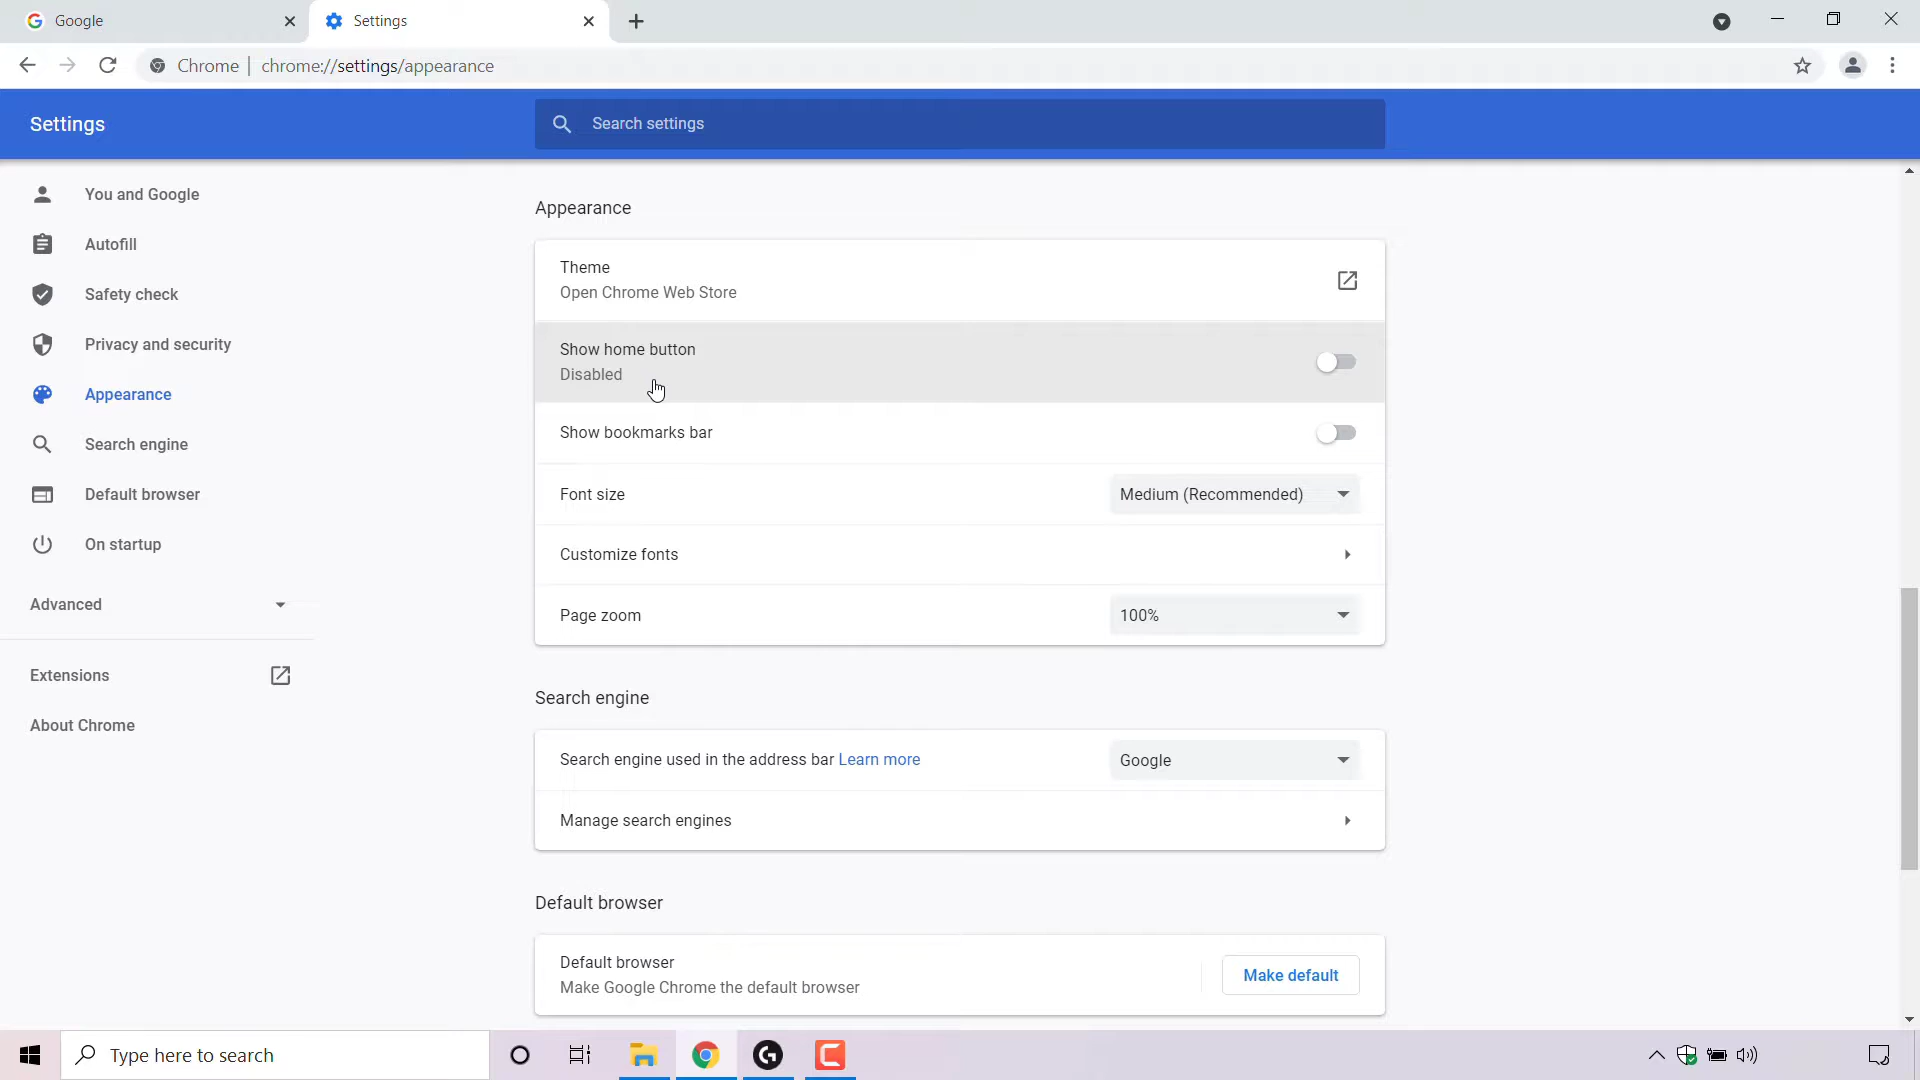 Google
Settings
Chrome | chrome://settings/appearance
Settings
Search settings
You and Google
Autofill
Safety check
Privacy and security
Appearance
Search engine
Default browser
On startup
Advanced
Extensions
About Chrome
Appearance
Theme
Open Chrome Web Store
Show home button
Disabled
Show bookmarks bar
Font size
Medium (Recommended)
Customize fonts
Page zoom
100%
Search engine
Search engine used in the address bar Learn more
Google
Manage search engines
Default browser
Default browser
Make Google Chrome the default browser
Make default
Type here to search